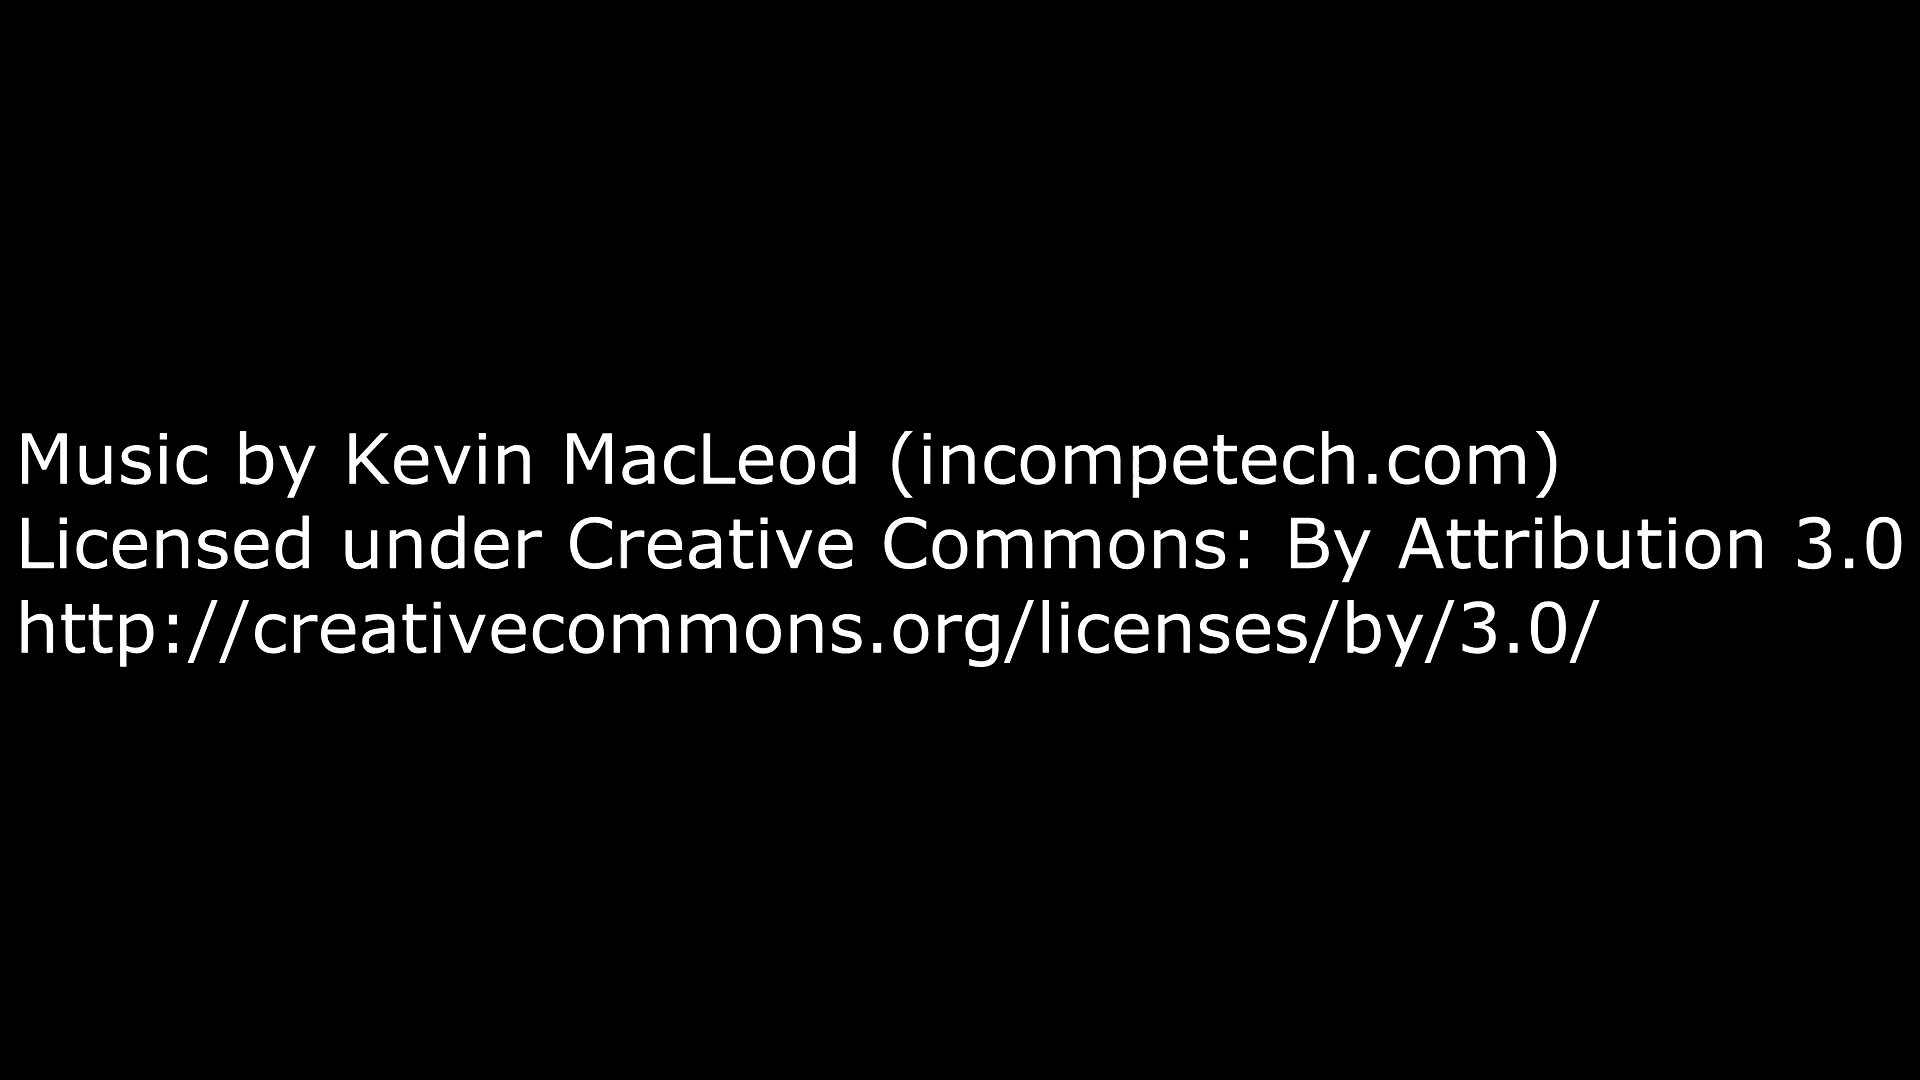 Music by Kevin MacLeod (incompetech.com)
Licensed under Creative Commons: By Attribution 3.0
http://creativecommons.org/licenses/by/3.0/